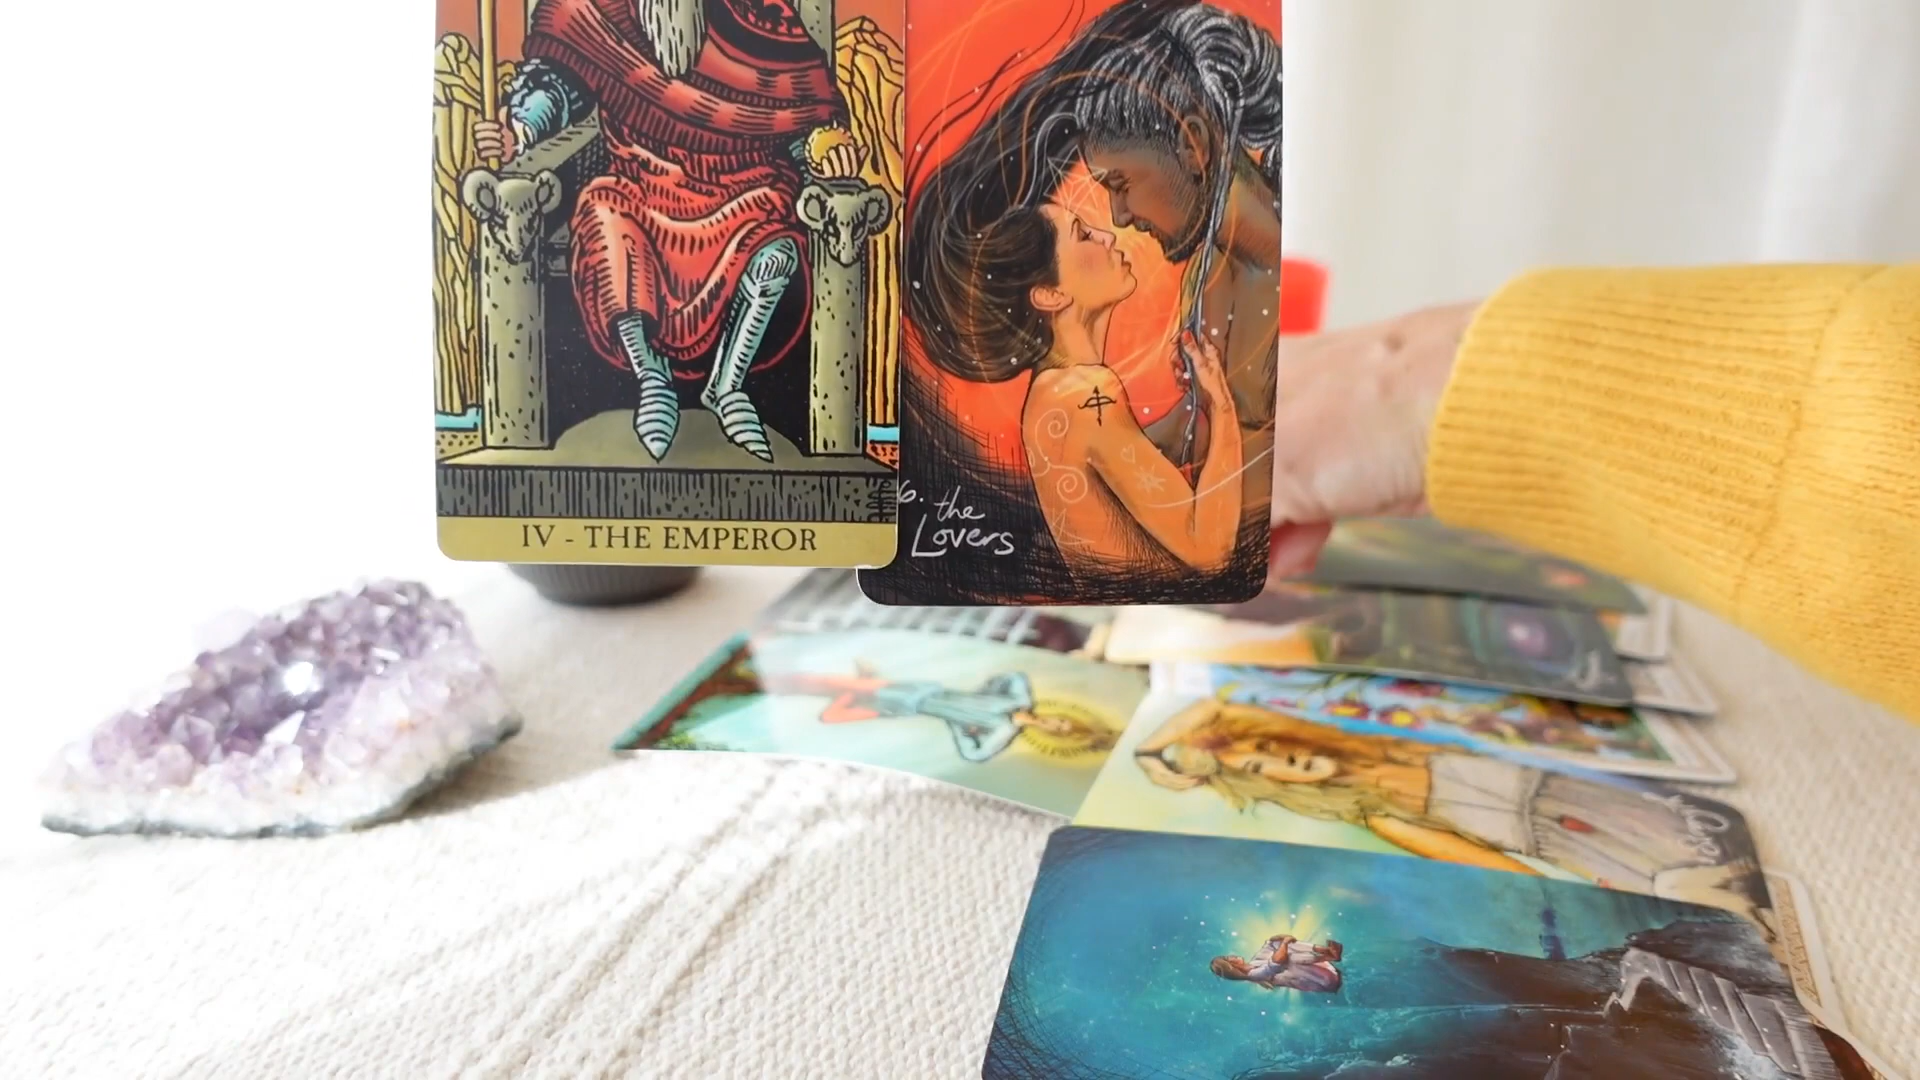 IV - THE EMPEROR
6. the
Lovers